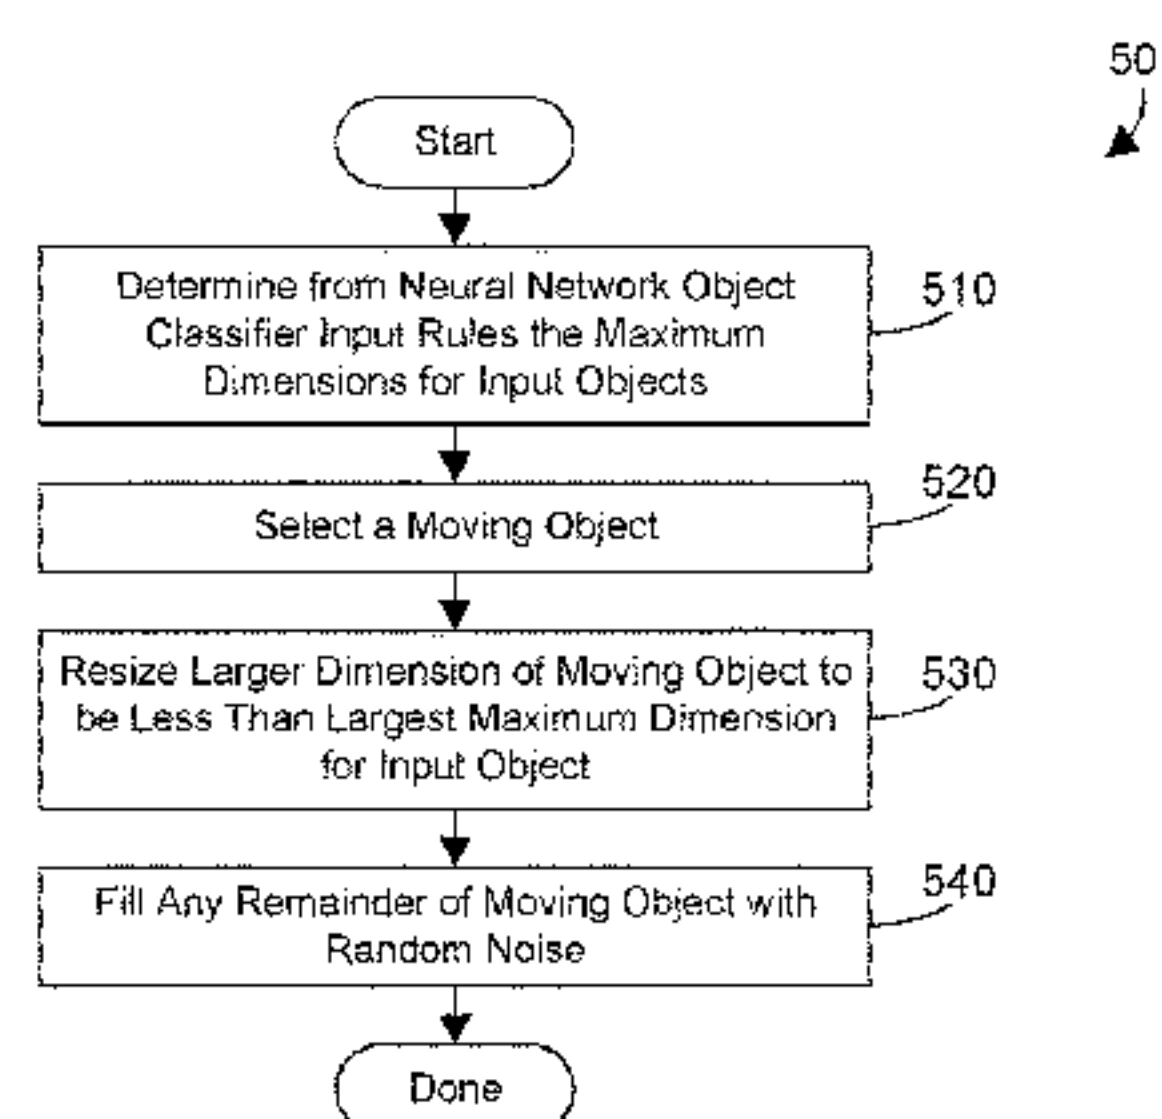 50
Start
Determine from Neural Network Object
Classifier Input Rules the Maximum
Dimensions for Input Objects
510
Select a Moving Object
520
Resize Larger Dimension of Moving Object to
be Less Than Largest Maximum Dimension
for Input Object
530
Fill Any Remainder of Moving Object with
Random Noise
540
Done